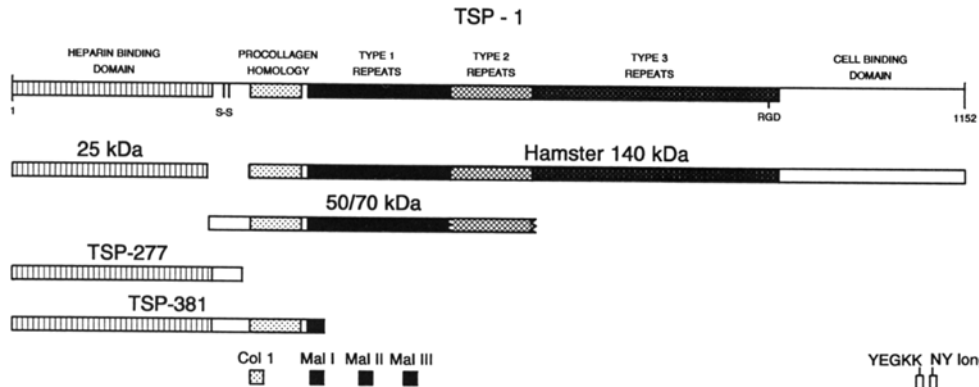 TSP - 1
HEPARIN BINDING DOMAIN
PROCOLLAGEN HOMOLOGY
TYPE 1 REPEATS
TYPE 2 REPEATS
TYPE 3 REPEATS
CELL BINDING DOMAIN
1
S-S
RGD
1152
25 kDa
Hamster 140 kDa
50/70 kDa
TSP-277
TSP-381
Col 1
Mal I
Mal II
Mal III
YEGKK
NY long